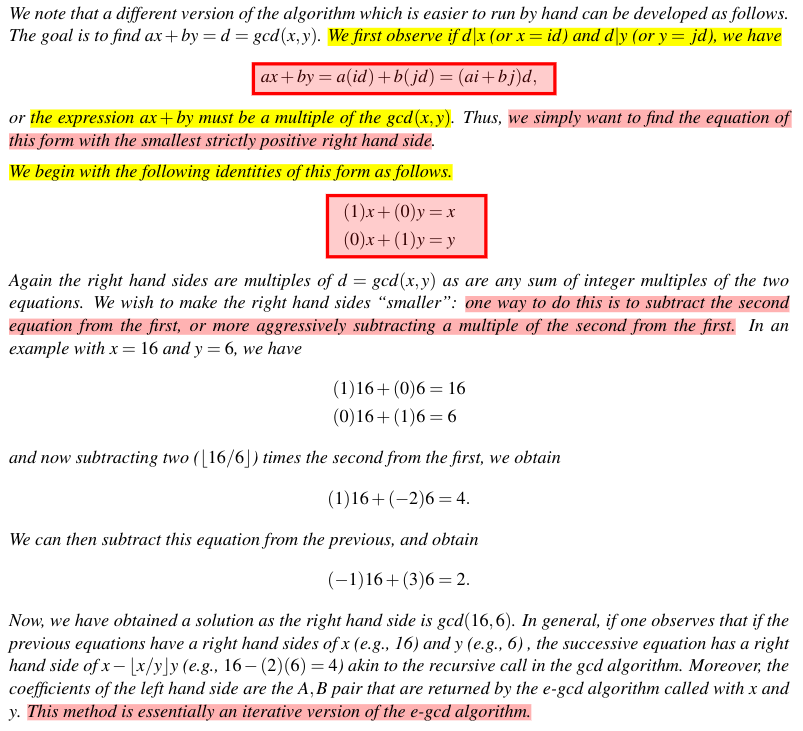 We note that a different version of the algorithm which is easier to run by hand can be developed as follows.
The goal is to find ax + by = d = gcd(x, y). We first observe if d|x (or x = id) and d|y (or y = jd), we have
ax + by = a(id) + b(jd) = (ai + bj)d,
or the expression ax + by must be a multiple of the gcd(x, y). Thus, we simply want to find the equation of
this form with the smallest strictly positive right hand side.
We begin with the following identities of this form as follows.
(1)x + (0)y = x
(0)x + (1)y = y
Again the right hand sides are multiples of d = gcd(x, y) as are any sum of integer multiples of the two
equations. We wish to make the right hand sides “smaller”: one way to do this is to subtract the second
equation from the first, or more aggressively subtracting a multiple of the second from the first. In an
example with x = 16 and y = 6, we have
(1)16 + (0)6 = 16
(0)16 + (1)6 = 6
and now subtracting two (⌊16/6⌋) times the second from the first, we obtain
(1)16 + (−2)6 = 4.
We can then subtract this equation from the previous, and obtain
(−1)16 + (3)6 = 2.
Now, we have obtained a solution as the right hand side is gcd(16, 6). In general, if one observes that if the
previous equations have a right hand sides of x (e.g., 16) and y (e.g., 6) , the successive equation has a right
hand side of x − ⌊x/y⌋y (e.g., 16 − (2)(6) = 4) akin to the recursive call in the gcd algorithm. Moreover, the
coefficients of the left hand side are the A, B pair that are returned by the e-gcd algorithm called with x and
y. This method is essentially an iterative version of the e-gcd algorithm.